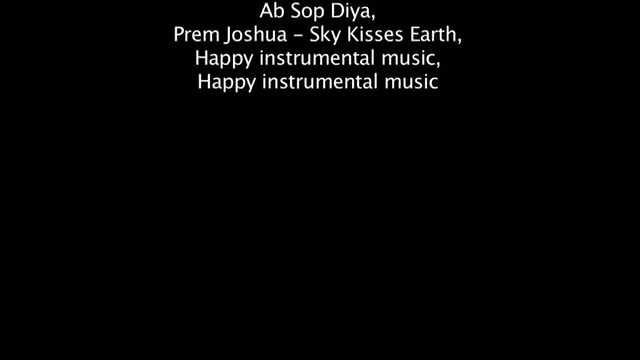 Ab Sop Diya,
Prem Joshua – Sky Kisses Earth,
Happy instrumental music,
Happy instrumental music